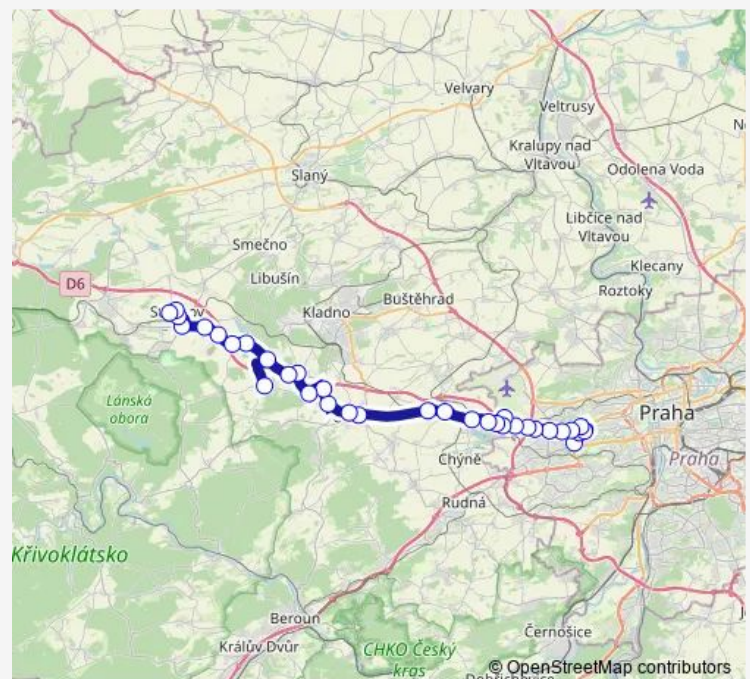 Velvary
Veltrusy
Kralupy nad
Vltavou
Odolena Voda
Slaný
Libčice nad
Vltavou
Smečno
Klecany
D6
Libušín
Roztoky
Kladno
Buštěhrad
Lánská
obora
Praha
Chýně
Praha
Rudná
Křivoklátsko
Beroun
Černošice
Králův Dvůr
CHKO Český
kras
© OpenStreetMap contributors